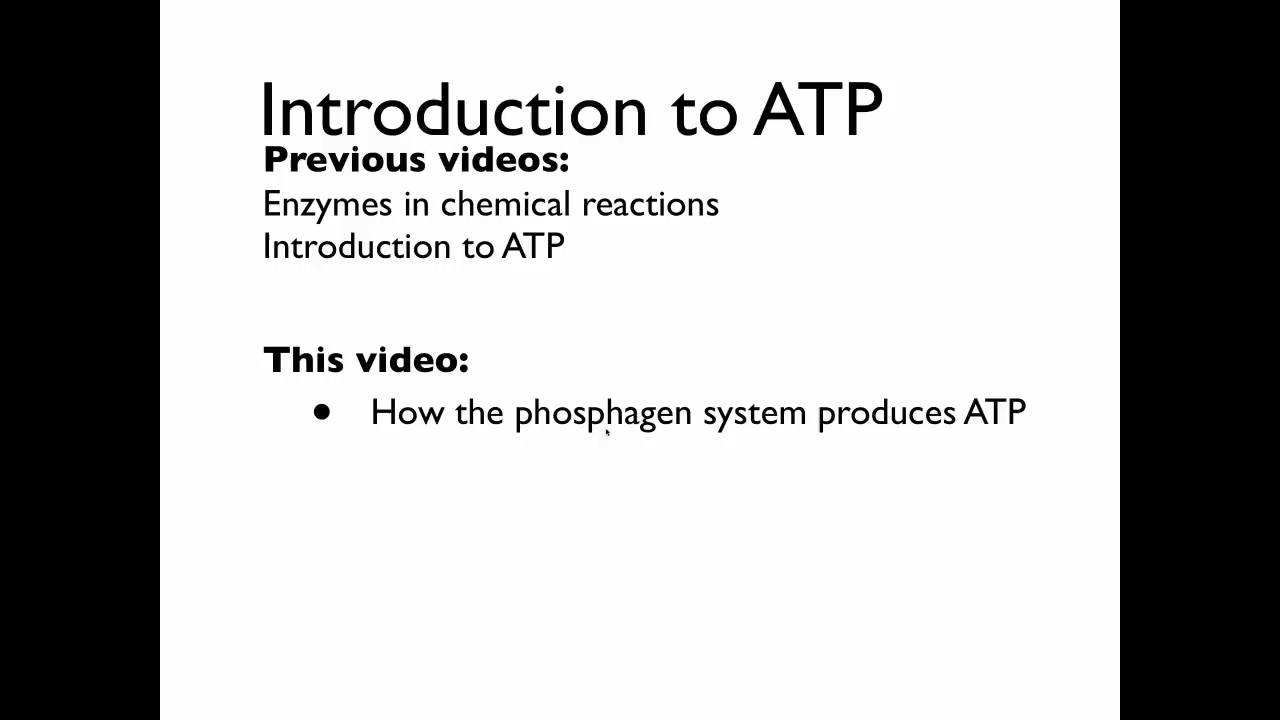 Introduction to ATP
Previous videos:
Enzymes in chemical reactions
Introduction to ATP
This video:
● How the phosphagen system produces ATP